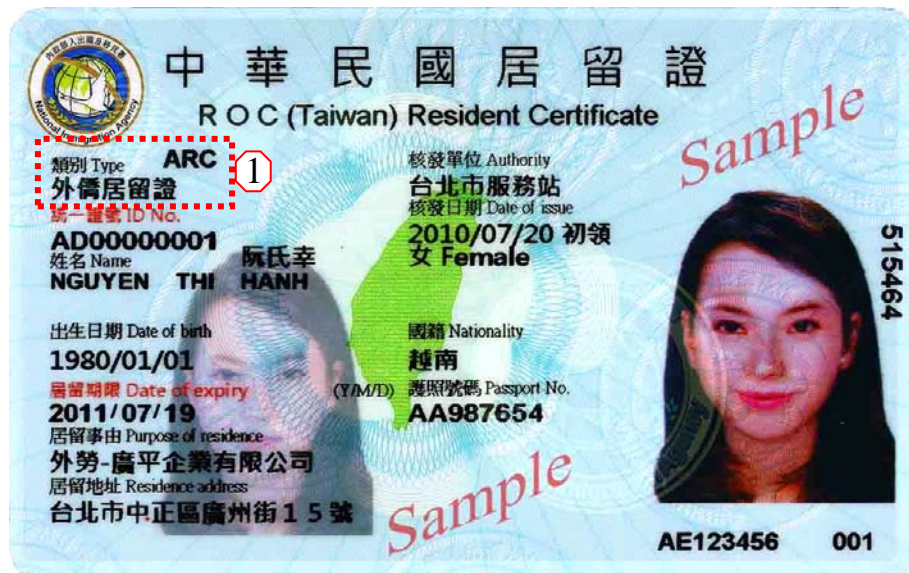 內政部入出國及移民署
National Immigration Agency
中華民國居留證
ROC (Taiwan) Resident Certificate
Sample
類別 Type ARC
外僑居留證
1
核發單位 Authority
台北市服務站
統一證號 ID No.
AD00000001
核發日期 Date of issue
2010/07/20 初領
姓名 Name 阮氏幸
NGUYEN THI HANH
女 Female
515464
出生日期 Date of birth
1980/01/01
國籍 Nationality
越南
居留期限 Date of expiry (Y/M/D)
2011/07/19
護照號碼 Passport No.
AA987654
居留事由 Purpose of residence
外勞-廣平企業有限公司
居留地址 Residence address
台北市中正區廣州街15號
Sample
AE123456 001